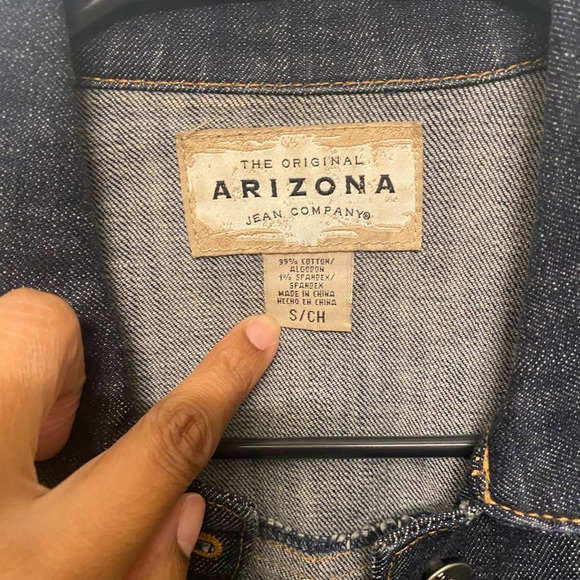 THE ORIGINAL
ARIZONA
JEAN COMPANY®
99% COTTON/
ALGODON
1% SPANDEX/
SPANDEX
MADE IN CHINA
HECHO EN CHINA
S/CH